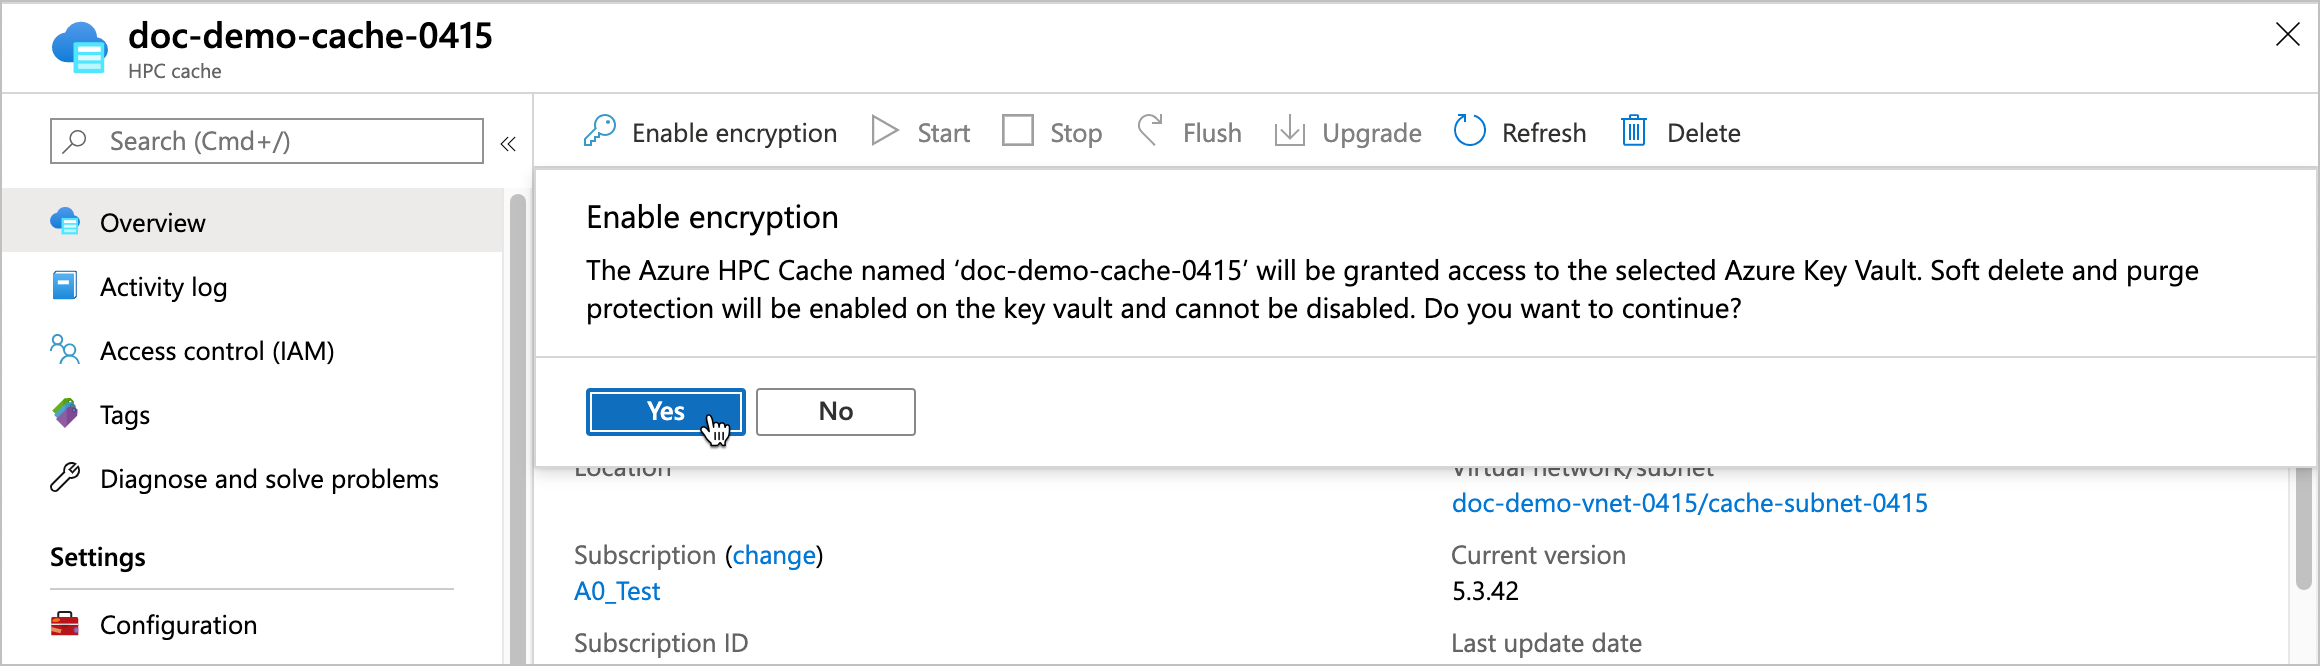 doc-demo-cache-0415
HPC cache
Search (Cmd+/)
«
Enable encryption Start Stop Flush Upgrade Refresh Delete
Overview
Activity log
Access control (IAM)
Tags
Diagnose and solve problems
Settings
Configuration
Enable encryption
The Azure HPC Cache named ‘doc-demo-cache-0415’ will be granted access to the selected Azure Key Vault. Soft delete and purge
protection will be enabled on the key vault and cannot be disabled. Do you want to continue?
Yes No
Location
Subscription (change)
A0_Test
Subscription ID
Virtual network/subnet
doc-demo-vnet-0415/cache-subnet-0415
Current version
5.3.42
Last update date